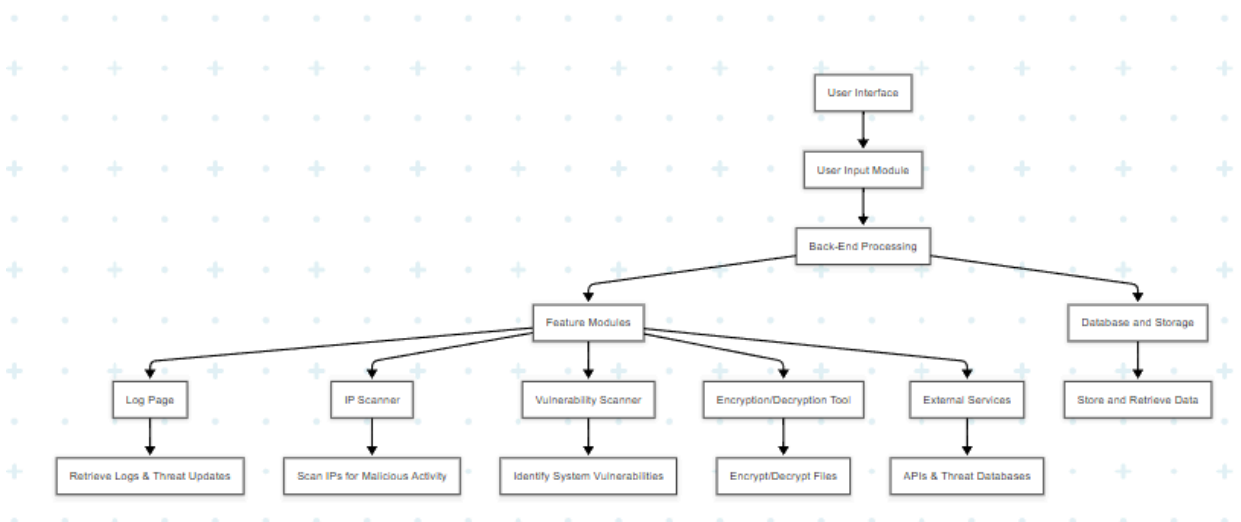 User Interface
User Input Module
Back-End Processing
Feature Modules
Database and Storage
Log Page
IP Scanner
Vulnerability Scanner
Encryption/Decryption Tool
External Services
Store and Retrieve Data
Retrieve Logs & Threat Updates
Scan IPs for Malicious Activity
Identify System Vulnerabilities
Encrypt/Decrypt Files
APIs & Threat Databases